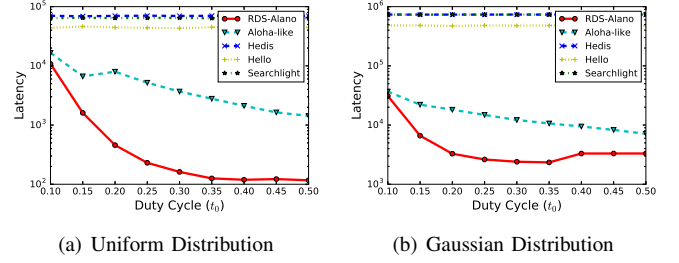 10^5
10^4
10^3
10^2
Latency
RDS-Alano
Aloha-like
Hedis
Hello
Searchlight
0.10 0.15 0.20 0.25 0.30 0.35 0.40 0.45 0.50
Duty Cycle (t_0)
(a) Uniform Distribution
10^6
10^5
10^4
10^3
Latency
RDS-Alano
Aloha-like
Hedis
Hello
Searchlight
0.10 0.15 0.20 0.25 0.30 0.35 0.40 0.45 0.50
Duty Cycle (t_0)
(b) Gaussian Distribution